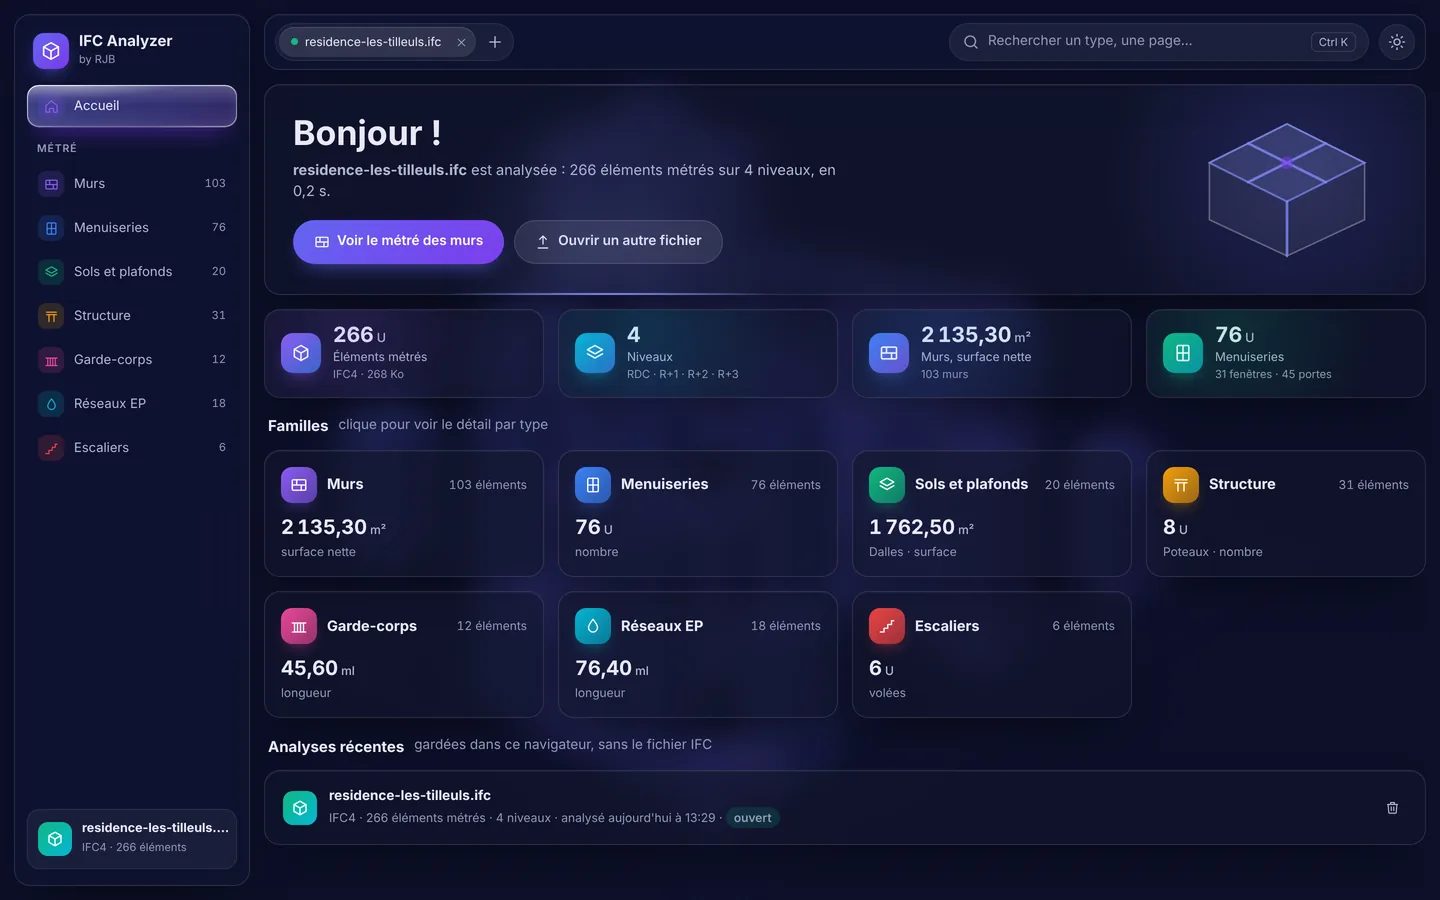 IFC Analyzer
by RJB
Accueil
MÉTRÉ
Murs 103
Menuiseries 76
Sols et plafonds 20
Structure 31
Garde-corps 12
Réseaux EP 18
Escaliers 6
residence-les-tilleuls....
IFC4 · 266 éléments
residence-les-tilleuls.ifc
Rechercher un type, une page...
Ctrl K
Bonjour !
residence-les-tilleuls.ifc est analysée : 266 éléments métrés sur 4 niveaux, en
0,2 s.
Voir le métré des murs
Ouvrir un autre fichier
266 U
Éléments métrés
IFC4 · 268 Ko
4
Niveaux
RDC · R+1 · R+2 · R+3
2 135,30 m²
Murs, surface nette
103 murs
76 U
Menuiseries
31 fenêtres · 45 portes
Familles clique pour voir le détail par type
Murs 103 éléments
2 135,30 m²
surface nette
Menuiseries 76 éléments
76 U
nombre
Sols et plafonds 20 éléments
1 762,50 m²
Dalles · surface
Structure 31 éléments
8 U
Poteaux · nombre
Garde-corps 12 éléments
45,60 ml
longueur
Réseaux EP 18 éléments
76,40 ml
longueur
Escaliers 6 éléments
6 U
volées
Analyses récentes gardées dans ce navigateur, sans le fichier IFC
residence-les-tilleuls.ifc
IFC4 · 266 éléments métrés · 4 niveaux · analysé aujourd'hui à 13:29 · ouvert